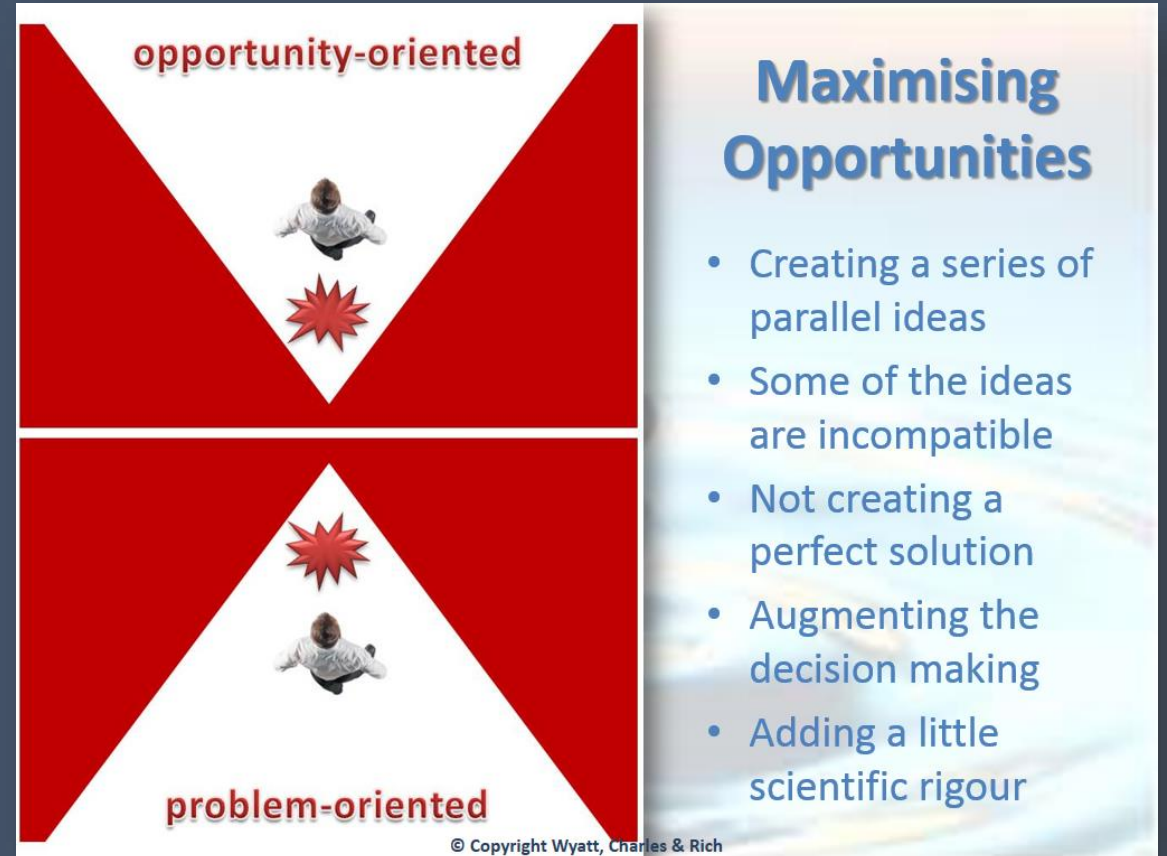 opportunity-oriented
problem-oriented
Maximising
Opportunities
• Creating a series of
parallel ideas
• Some of the ideas
are incompatible
• Not creating a
perfect solution
• Augmenting the
decision making
• Adding a little
scientific rigour
© Copyright Wyatt, Charles & Rich